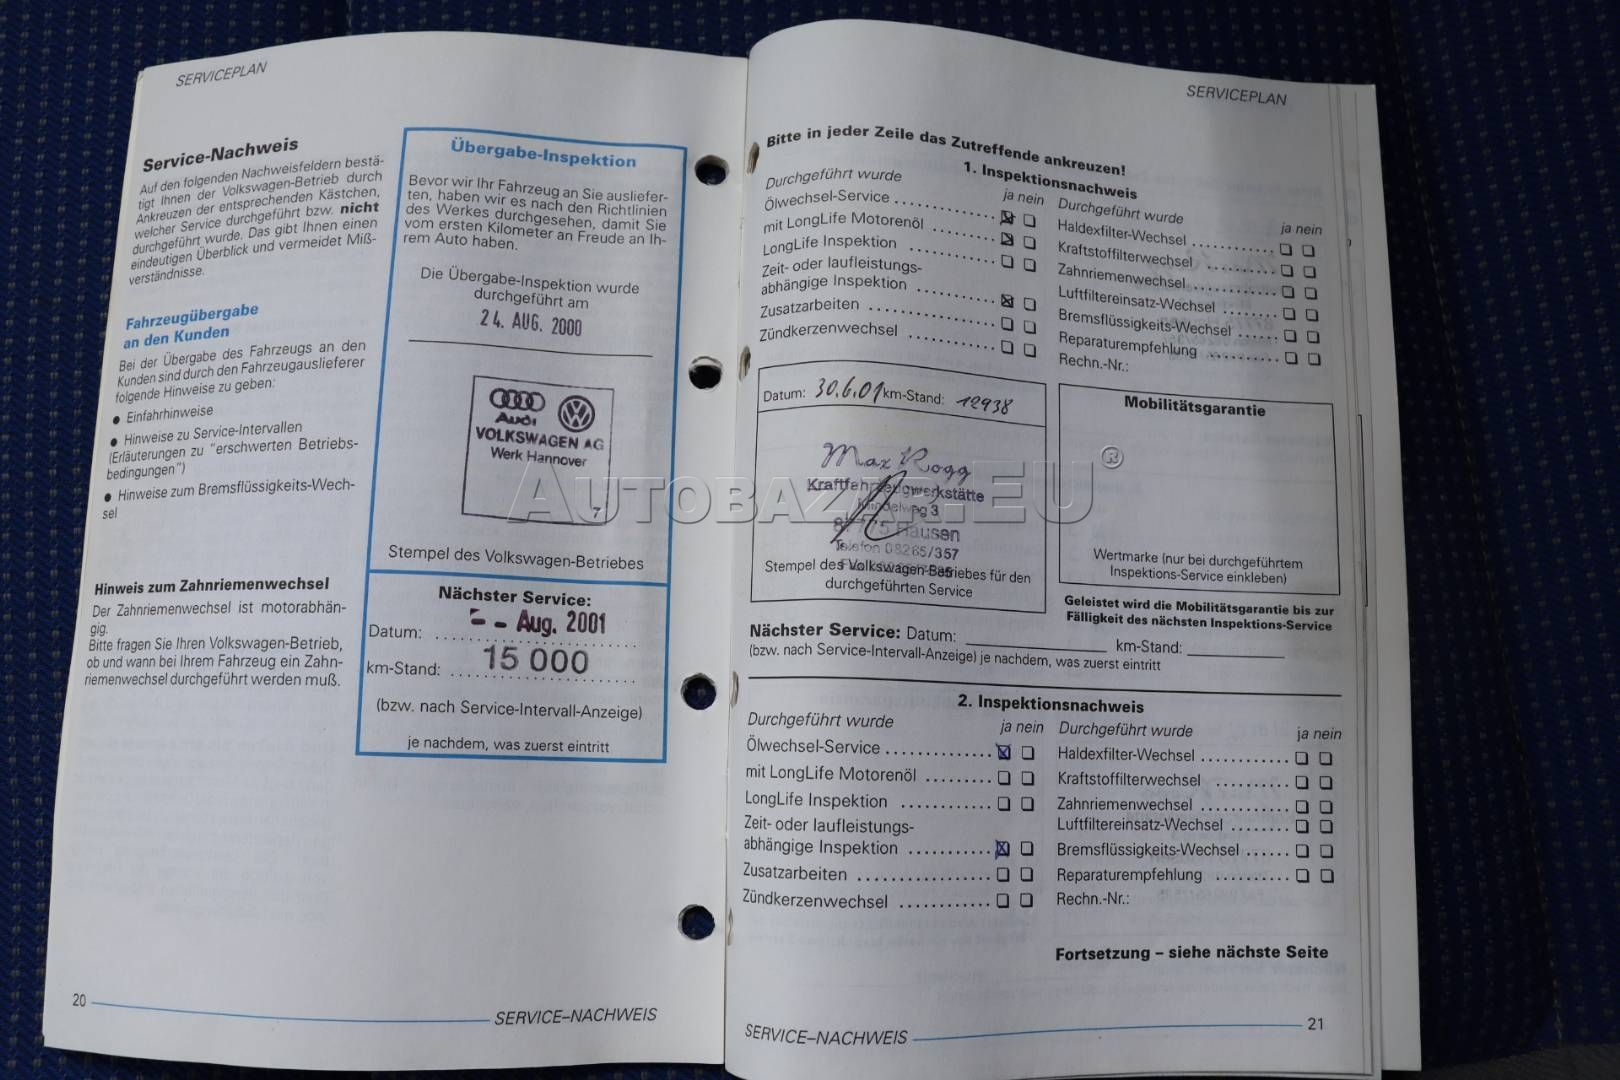 SERVICEPLAN
Service-Nachweis
Auf den folgenden Nachweisfeldern bestä-
tigt Ihnen der Volkswagen-Betrieb durch
Ankreuzen der entsprechenden Kästchen,
welcher Service durchgeführt bzw. nicht
durchgeführt wurde. Das gibt Ihnen einen
eindeutigen Überblick und vermeidet Miß-
verständnisse.
Fahrzeugübergabe
an den Kunden
Bei der Übergabe des Fahrzeugs an den
Kunden sind durch den Fahrzeugauslieferer
folgende Hinweise zu geben:
● Einfahrhinweise
● Hinweise zu Service-Intervallen
(Erläuterungen zu "erschwerten Betriebs-
bedingungen")
● Hinweise zum Bremsflüssigkeits-Wech-
sel
Hinweis zum Zahnriemenwechsel
Der Zahnriemenwechsel ist motorabhän-
gig.
Bitte fragen Sie Ihren Volkswagen-Betrieb,
ob und wann bei Ihrem Fahrzeug ein Zahn-
riemenwechsel durchgeführt werden muß.
Übergabe-Inspektion
Bevor wir Ihr Fahrzeug an Sie ausliefer-
ten, haben wir es nach den Richtlinien
des Werkes durchgesehen, damit Sie
vom ersten Kilometer an Freude an Ih-
rem Auto haben.
Die Übergabe-Inspektion wurde
durchgeführt am
24. AUG. 2000
Audi
VOLKSWAGEN AG
Werk Hannover
7
Stempel des Volkswagen-Betriebes
Nächster Service:
Datum: - - Aug. 2001
km-Stand: 15 000
(bzw. nach Service-Intervall-Anzeige)
je nachdem, was zuerst eintritt
20
SERVICE–NACHWEIS
SERVICEPLAN
Bitte in jeder Zeile das Zutreffende ankreuzen!
1. Inspektionsnachweis
Durchgeführt wurde ja nein
Ölwechsel-Service
mit LongLife Motorenöl
LongLife Inspektion
Zeit- oder laufleistungs-
abhängige Inspektion
Zusatzarbeiten
Zündkerzenwechsel
Durchgeführt wurde ja nein
Haldexfilter-Wechsel
Kraftstoffilterwechsel
Zahnriemenwechsel
Luftfiltereinsatz-Wechsel
Bremsflüssigkeits-Wechsel
Reparaturempfehlung
Rechn.-Nr.:
Datum: 30.6.01 km-Stand: 12938
Max Rogg
Kraftfahrzeugwerkstätte
Mindelweg 3
Hausen
Telefon 08265/357
Stempel des Volkswagen-Betriebes für den
durchgeführten Service
Mobilitätsgarantie
Wertmarke (nur bei durchgeführtem
Inspektions-Service einkleben)
Geleistet wird die Mobilitätsgarantie bis zur
Fälligkeit des nächsten Inspektions-Service
Nächster Service: Datum: km-Stand:
(bzw. nach Service-Intervall-Anzeige) je nachdem, was zuerst eintritt
2. Inspektionsnachweis
Durchgeführt wurde ja nein
Ölwechsel-Service
mit LongLife Motorenöl
LongLife Inspektion
Zeit- oder laufleistungs-
abhängige Inspektion
Zusatzarbeiten
Zündkerzenwechsel
Durchgeführt wurde ja nein
Haldexfilter-Wechsel
Kraftstoffilterwechsel
Zahnriemenwechsel
Luftfiltereinsatz-Wechsel
Bremsflüssigkeits-Wechsel
Reparaturempfehlung
Rechn.-Nr.:
Fortsetzung – siehe nächste Seite
SERVICE–NACHWEIS
21
AUTOBAZAR.EU®